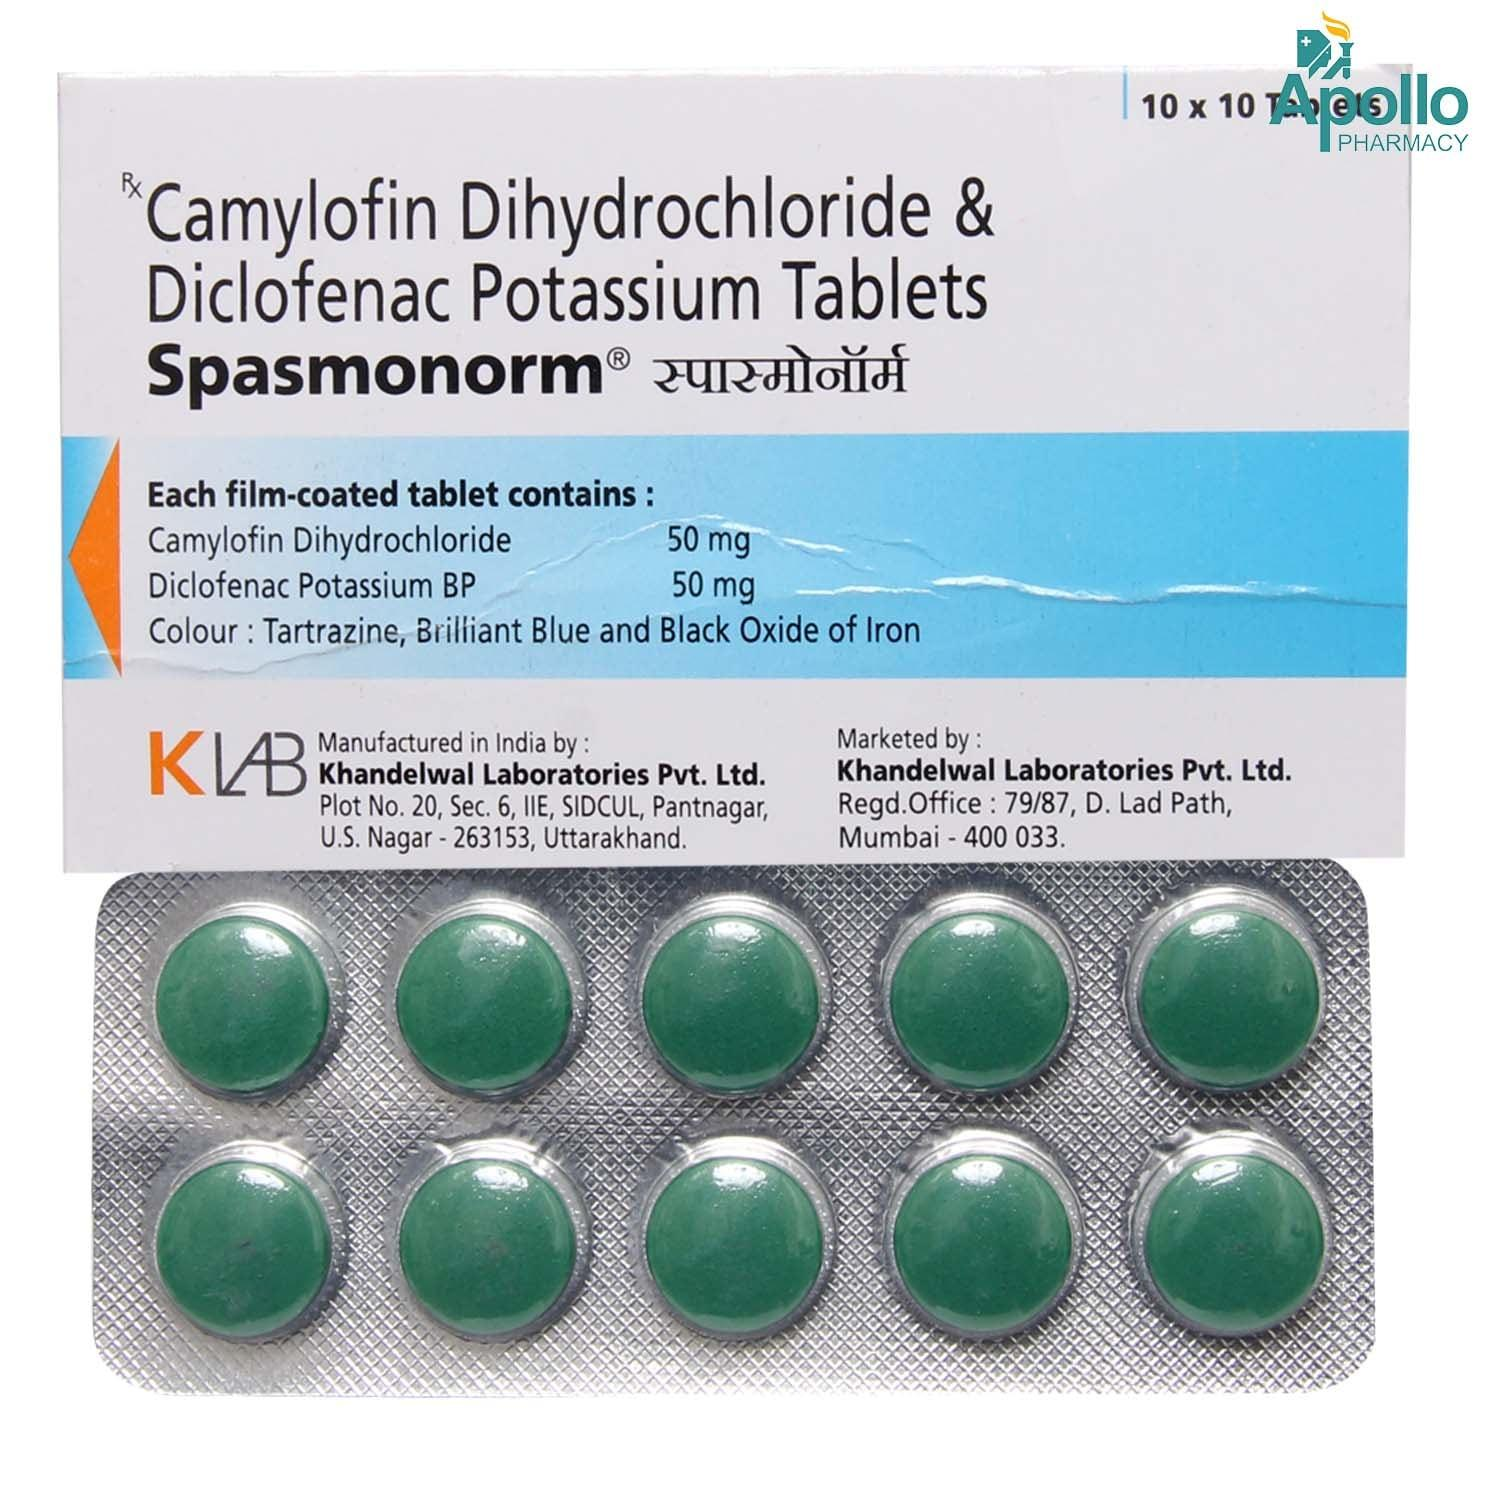 10 x 10 Tablets
Apollo
PHARMACY
Rx Camylofin Dihydrochloride &
Diclofenac Potassium Tablets
Spasmonorm® स्पास्मोनॉर्म
Each film-coated tablet contains :
Camylofin Dihydrochloride 50 mg
Diclofenac Potassium BP 50 mg
Colour : Tartrazine, Brilliant Blue and Black Oxide of Iron
KLAB
Manufactured in India by :
Khandelwal Laboratories Pvt. Ltd.
Plot No. 20, Sec. 6, IIE, SIDCUL, Pantnagar,
U.S. Nagar - 263153, Uttarakhand.
Marketed by :
Khandelwal Laboratories Pvt. Ltd.
Regd.Office : 79/87, D. Lad Path,
Mumbai - 400 033.